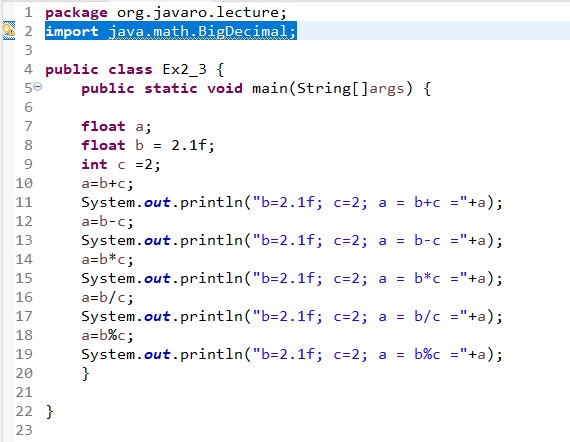 1 package org.javaro.lecture;
2 import java.math.BigDecimal;
3
4 public class Ex2_3 {
5 public static void main(String[]args) {
6
7 float a;
8 float b = 2.1f;
9 int c =2;
10 a=b+c;
11 System.out.println("b=2.1f; c=2; a = b+c ="+a);
12 a=b-c;
13 System.out.println("b=2.1f; c=2; a = b-c ="+a);
14 a=b*c;
15 System.out.println("b=2.1f; c=2; a = b*c ="+a);
16 a=b/c;
17 System.out.println("b=2.1f; c=2; a = b/c ="+a);
18 a=b%c;
19 System.out.println("b=2.1f; c=2; a = b%c ="+a);
20 }
21
22 }
23